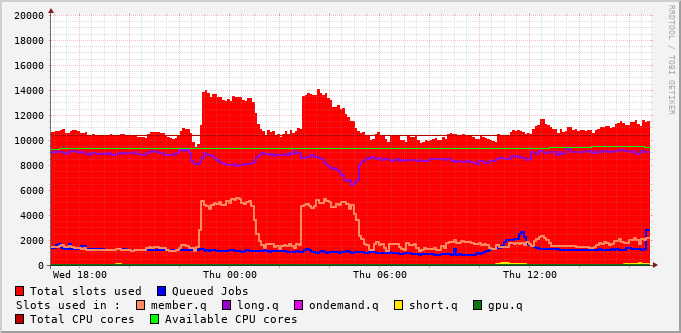 20000
18000
16000
14000
12000
10000
8000
6000
4000
2000
0
Wed 18:00 Thu 00:00 Thu 06:00 Thu 12:00
RRDTOOL / TOBI OETIKER
Total slots used Queued Jobs
Slots used in : member.q long.q ondemand.q short.q gpu.q
Total CPU cores Available CPU cores